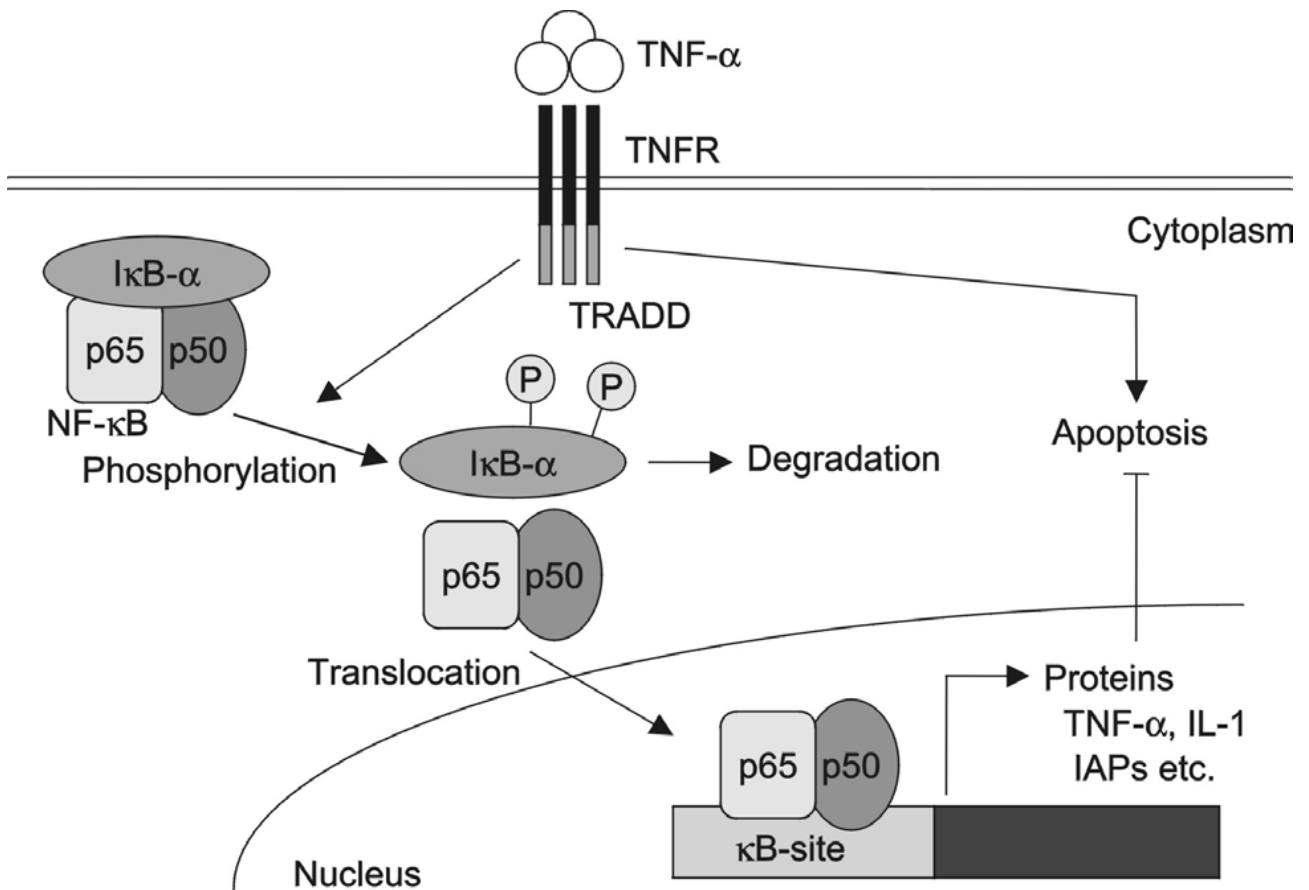 TNF-α
TNFR
Cytoplasm
IκB-α
TRADD
p65 p50
P
P
NF-κB
Apoptosis
Phosphorylation
IκB-α
Degradation
p65 p50
Translocation
Proteins
TNF-α, IL-1
IAPs etc.
p65 p50
κB-site
Nucleus